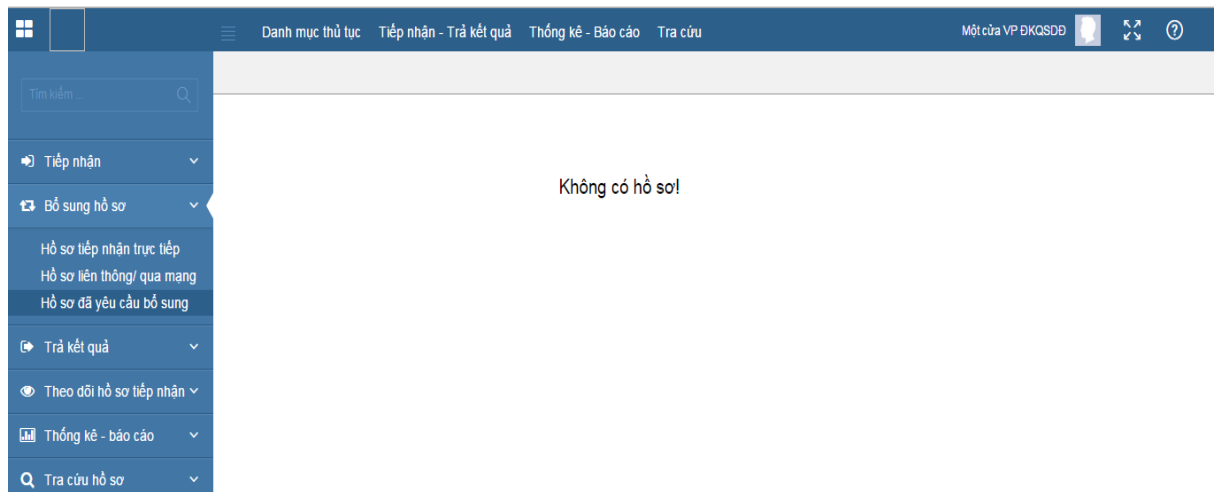 Danh mục thủ tục Tiếp nhận - Trả kết quả Thống kê - Báo cáo Tra cứu Một cửa VP ĐKQSDĐ
Tìm kiếm ...
Tiếp nhận
Không có hồ sơ!
Bổ sung hồ sơ
Hồ sơ tiếp nhận trực tiếp
Hồ sơ liên thông/ qua mạng
Hồ sơ đã yêu cầu bổ sung
Trả kết quả
Theo dõi hồ sơ tiếp nhận
Thống kê - báo cáo
Tra cứu hồ sơ